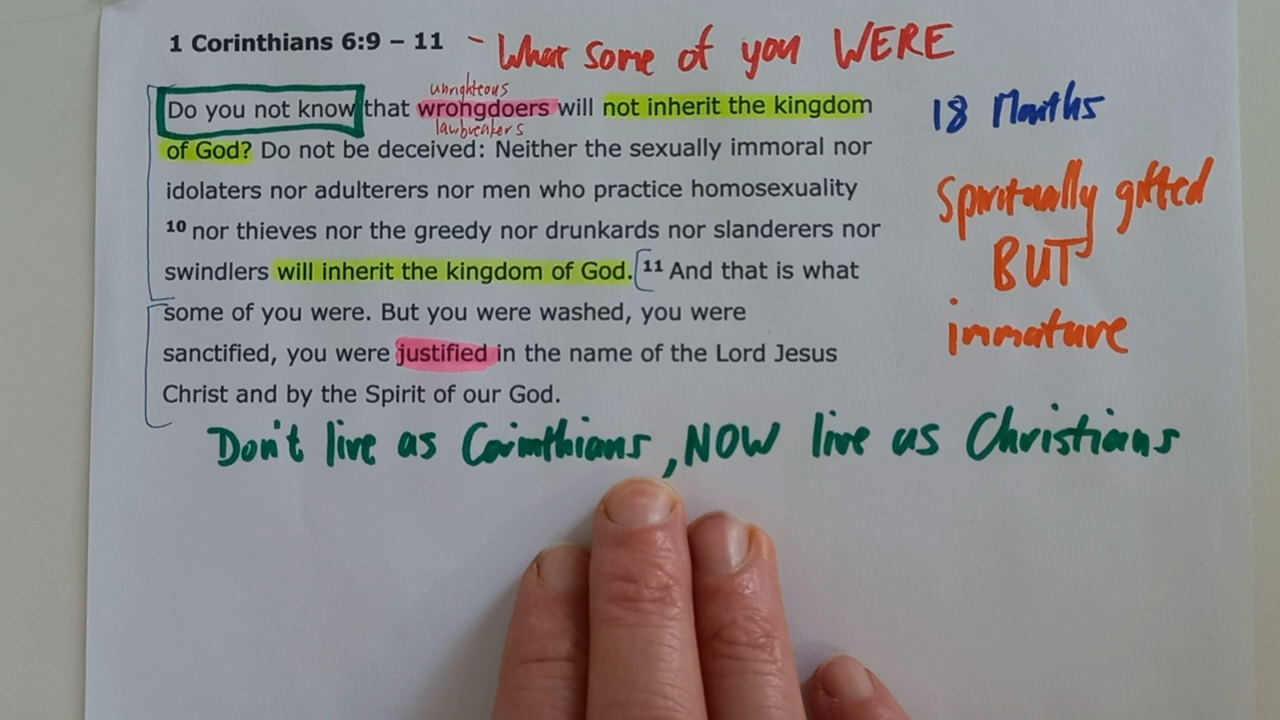 1 Corinthians 6:9 – 11 - What some of you WERE
unrighteous
Do you not know that wrongdoers will not inherit the kingdom
lawbreakers
of God? Do not be deceived: Neither the sexually immoral nor
idolaters nor adulterers nor men who practice homosexuality
10 nor thieves nor the greedy nor drunkards nor slanderers nor
swindlers will inherit the kingdom of God. 11 And that is what
some of you were. But you were washed, you were
sanctified, you were justified in the name of the Lord Jesus
Christ and by the Spirit of our God.
18 Months
Spiritually gifted
BUT
immature
Don't live as Corinthians, NOW live as Christians